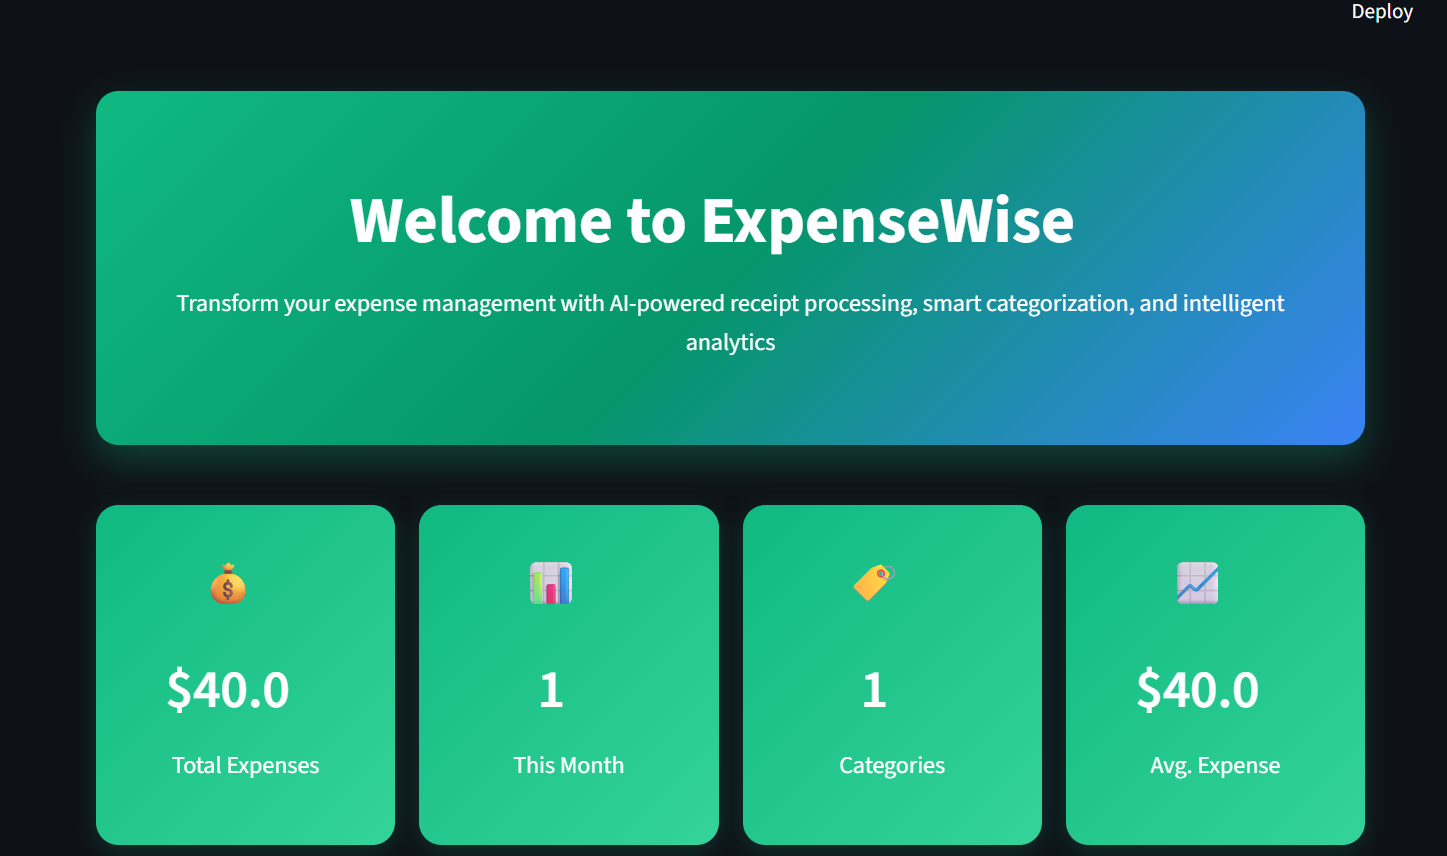 Deploy
Welcome to ExpenseWise
Transform your expense management with AI-powered receipt processing, smart categorization, and intelligent
analytics
$
$40.0
Total Expenses
1
This Month
1
Categories
$40.0
Avg. Expense